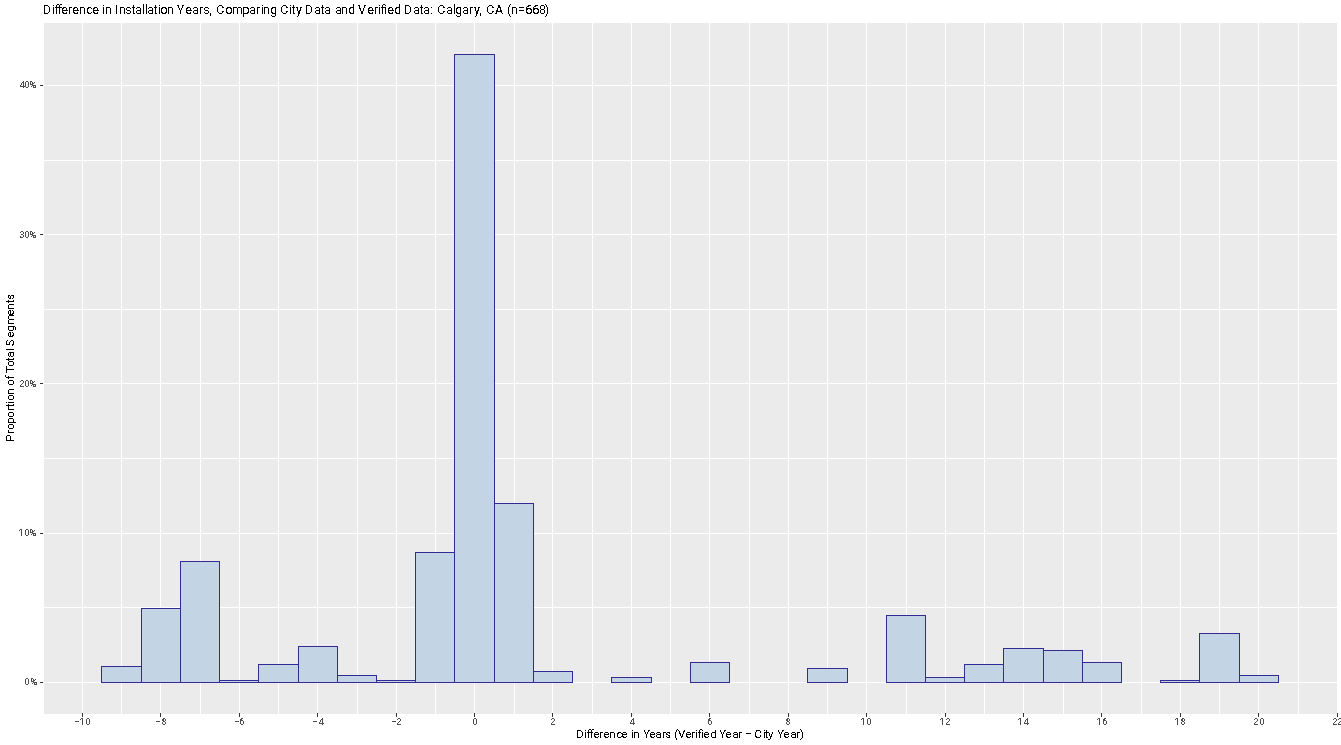 Difference in Installation Years, Comparing City Data and Verified Data: Calgary, CA (n=668)
Proportion of Total Segments
40%
30%
20%
10%
0%
−10 −8 −6 −4 −2 0 2 4 6 8 10 12 14 16 18 20 22
Difference in Years (Verified Year − City Year)